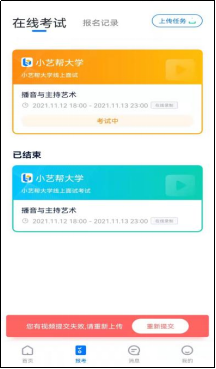 在线考试
报名记录
上传任务
小艺帮大学
小艺帮大学线上面试
播音与主持艺术
2021.11.12 18:00 - 2021.11.13 23:00
考试中
已结束
小艺帮大学
小艺帮大学线上面试考试
播音与主持艺术
2021.11.12 18:00 - 2021.11.13 23:00
您有视频提交失败,请重新上传
重新提交
首页
报考
消息
我的